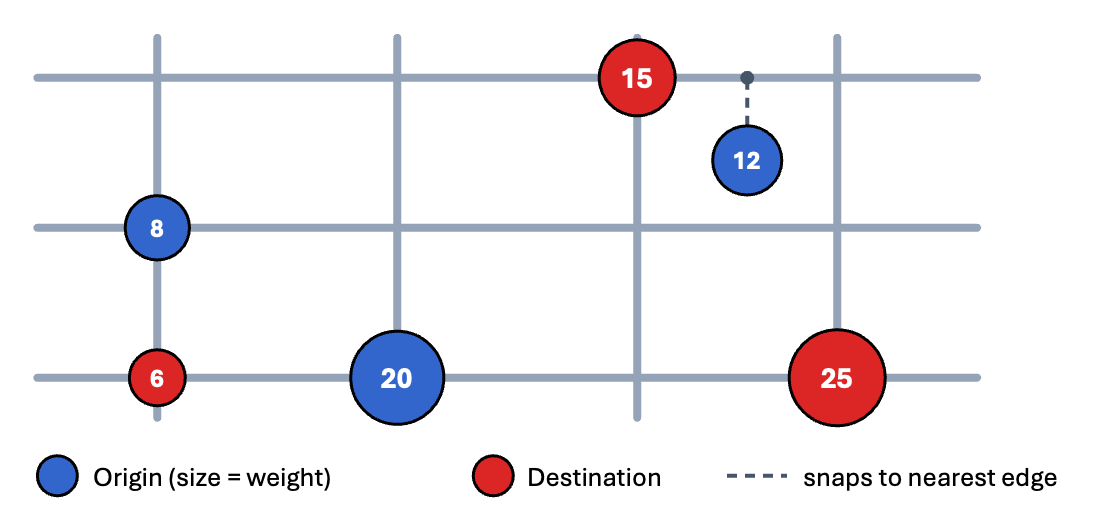 15
12
8
6
20
25
Origin (size = weight)
Destination
snaps to nearest edge